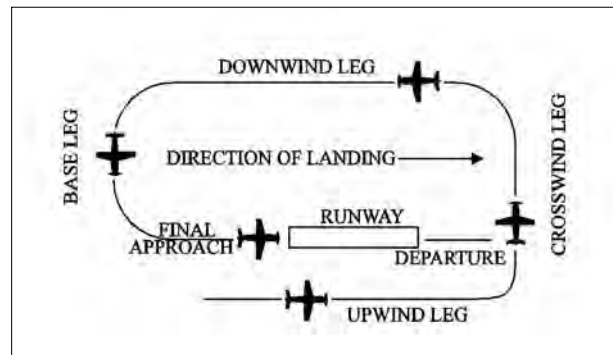 DOWNWIND LEG
BASE LEG
DIRECTION OF LANDING
CROSSWIND LEG
RUNWAY
FINAL
APPROACH
DEPARTURE
UPWIND LEG